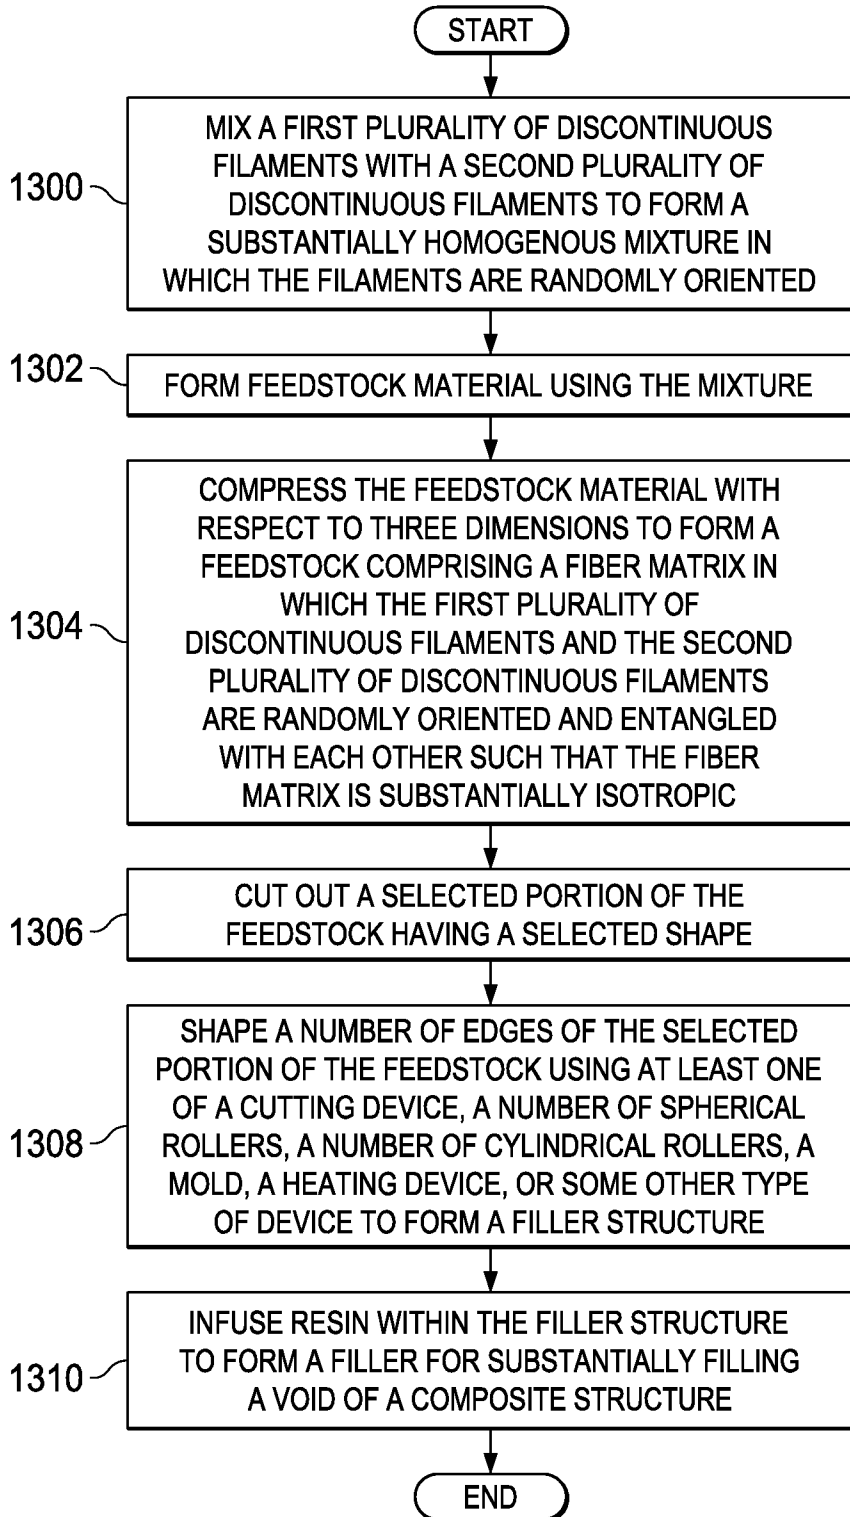 START
MIX A FIRST PLURALITY OF DISCONTINUOUS
FILAMENTS WITH A SECOND PLURALITY OF
DISCONTINUOUS FILAMENTS TO FORM A
SUBSTANTIALLY HOMOGENOUS MIXTURE IN
WHICH THE FILAMENTS ARE RANDOMLY ORIENTED
1300
FORM FEEDSTOCK MATERIAL USING THE MIXTURE
1302
COMPRESS THE FEEDSTOCK MATERIAL WITH
RESPECT TO THREE DIMENSIONS TO FORM A
FEEDSTOCK COMPRISING A FIBER MATRIX IN
WHICH THE FIRST PLURALITY OF
DISCONTINUOUS FILAMENTS AND THE SECOND
PLURALITY OF DISCONTINUOUS FILAMENTS
ARE RANDOMLY ORIENTED AND ENTANGLED
WITH EACH OTHER SUCH THAT THE FIBER
MATRIX IS SUBSTANTIALLY ISOTROPIC
1304
CUT OUT A SELECTED PORTION OF THE
FEEDSTOCK HAVING A SELECTED SHAPE
1306
SHAPE A NUMBER OF EDGES OF THE SELECTED
PORTION OF THE FEEDSTOCK USING AT LEAST ONE
OF A CUTTING DEVICE, A NUMBER OF SPHERICAL
ROLLERS, A NUMBER OF CYLINDRICAL ROLLERS, A
MOLD, A HEATING DEVICE, OR SOME OTHER TYPE
OF DEVICE TO FORM A FILLER STRUCTURE
1308
INFUSE RESIN WITHIN THE FILLER STRUCTURE
TO FORM A FILLER FOR SUBSTANTIALLY FILLING
A VOID OF A COMPOSITE STRUCTURE
1310
END